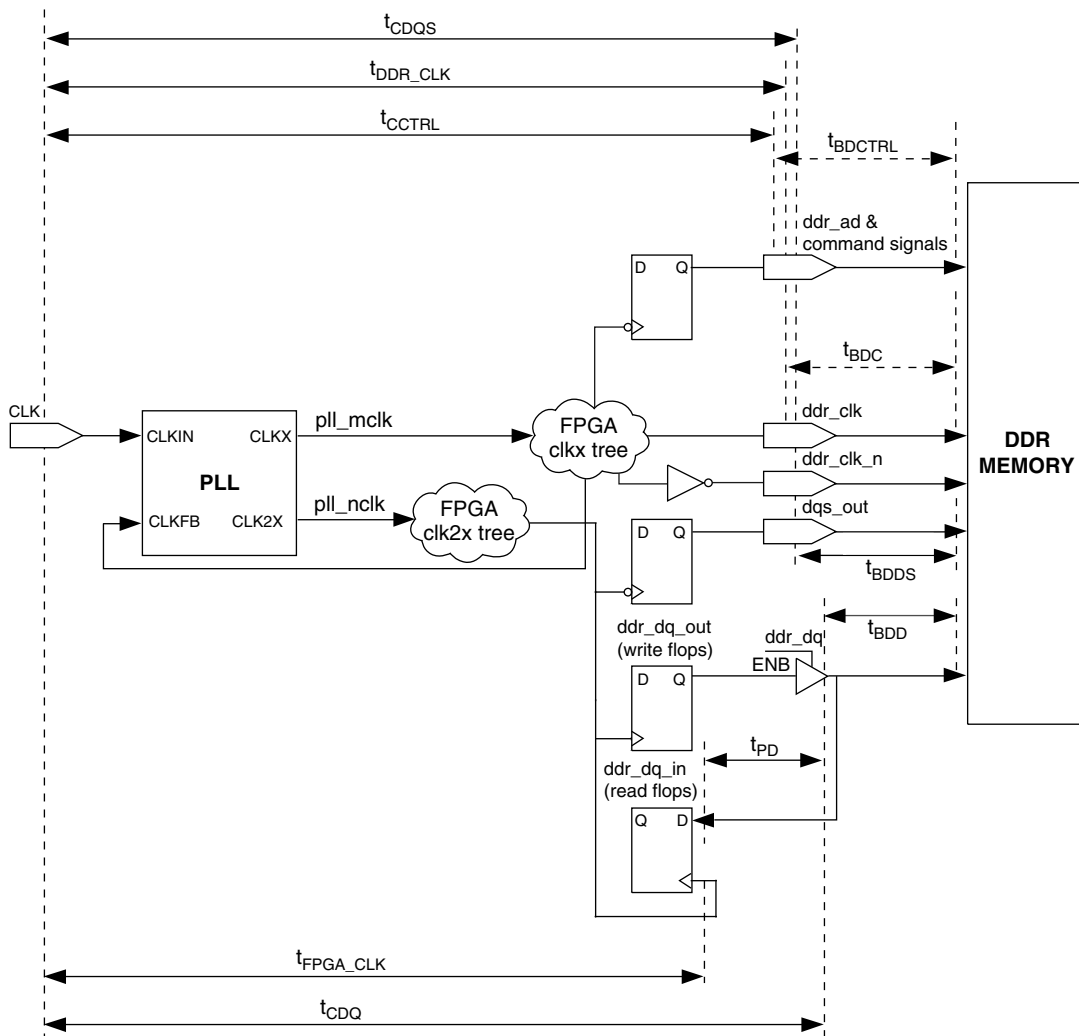 tCDQS
tDDR_CLK
tCCTRL
tBDCTRL
ddr_ad &
command signals
D Q
tBDC
CLK
CLKIN CLKX
PLL
CLKFB CLK2X
pll_mclk
pll_nclk
FPGA
clkx tree
FPGA
clk2x tree
ddr_clk
ddr_clk_n
dqs_out
DDR
MEMORY
D Q
tBDDS
tBDD
ddr_dq_out
(write flops)
ddr_dq
ENB
D Q
tPD
ddr_dq_in
(read flops)
Q D
tFPGA_CLK
tCDQ